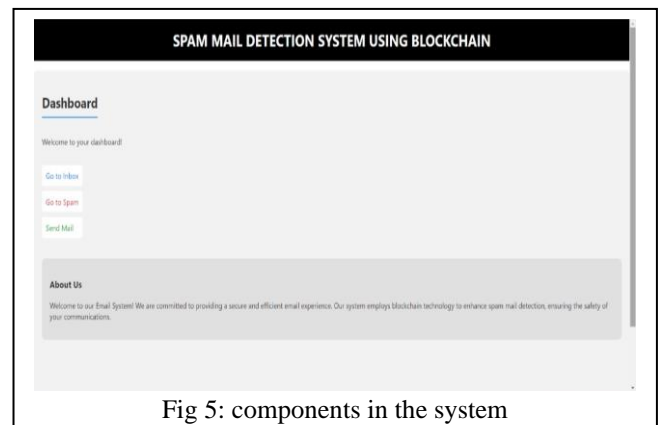 SPAM MAIL DETECTION SYSTEM USING BLOCKCHAIN
Dashboard
Welcome to your dashboard!
Go to Inbox
Go to Spam
Send Mail
About Us
Welcome to our Email System! We are committed to providing a secure and efficient email experience. Our system employs blockchain technology to enhance spam mail detection, ensuring the safety of
your communications.
Fig 5: components in the system